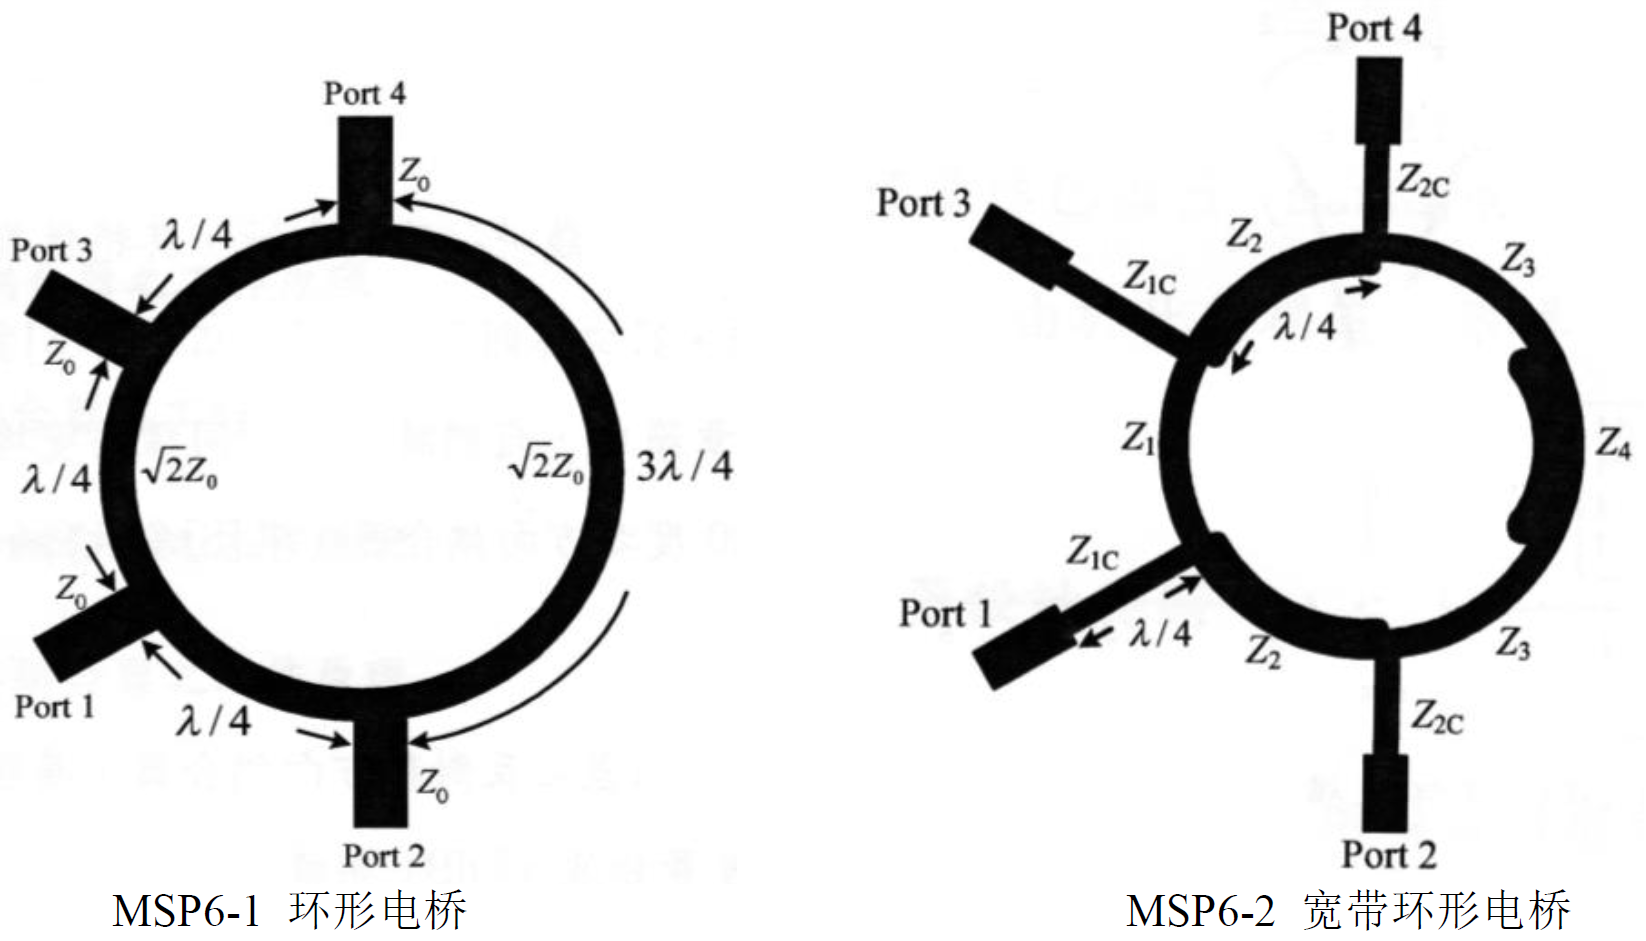 Port 4
Z0
λ/4
Port 3
Z0
λ/4
√2Z0
√2Z0
3λ/4
Z0
Port 1
λ/4
Z0
Port 2
MSP6-1 环形电桥
Port 4
Z2C
Port 3
Z2
Z3
Z1C
λ/4
Z1
Z4
Z1C
Port 1
λ/4
Z2
Z3
Z2C
Port 2
MSP6-2 宽带环形电桥